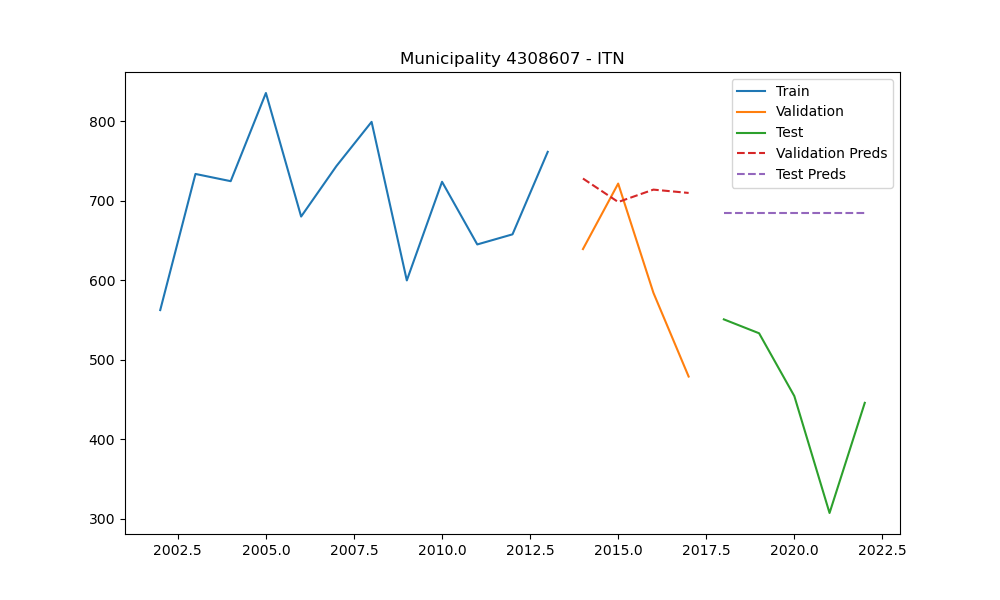 Municipality 4308607 - ITN
Train
Validation
Test
Validation Preds
Test Preds
800
700
600
500
400
300
2002.5 2005.0 2007.5 2010.0 2012.5 2015.0 2017.5 2020.0 2022.5